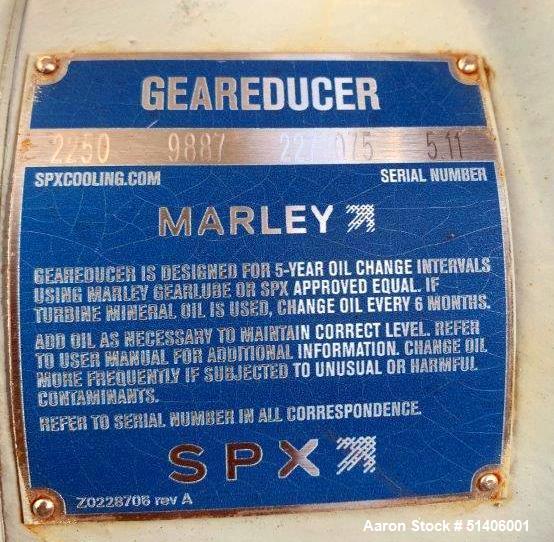 GEAREDUCER
2250 9887 227 075 5.11
SPXCOOLING.COM SERIAL NUMBER
MARLEY
GEAREDUCER IS DESIGNED FOR 5-YEAR OIL CHANGE INTERVALS
USING MARLEY GEARLUBE OR SPX APPROVED EQUAL. IF
TURBINE MINERAL OIL IS USED, CHANGE OIL EVERY 6 MONTHS.
ADD OIL AS NECESSARY TO MAINTAIN CORRECT LEVEL. REFER
TO USER MANUAL FOR ADDITIONAL INFORMATION. CHANGE OIL
MORE FREQUENTLY IF SUBJECTED TO UNUSUAL OR HARMFUL
CONTAMINANTS.
REFER TO SERIAL NUMBER IN ALL CORRESPONDENCE.
SPX
Z0228706 rev A
Aaron Stock # 51406001